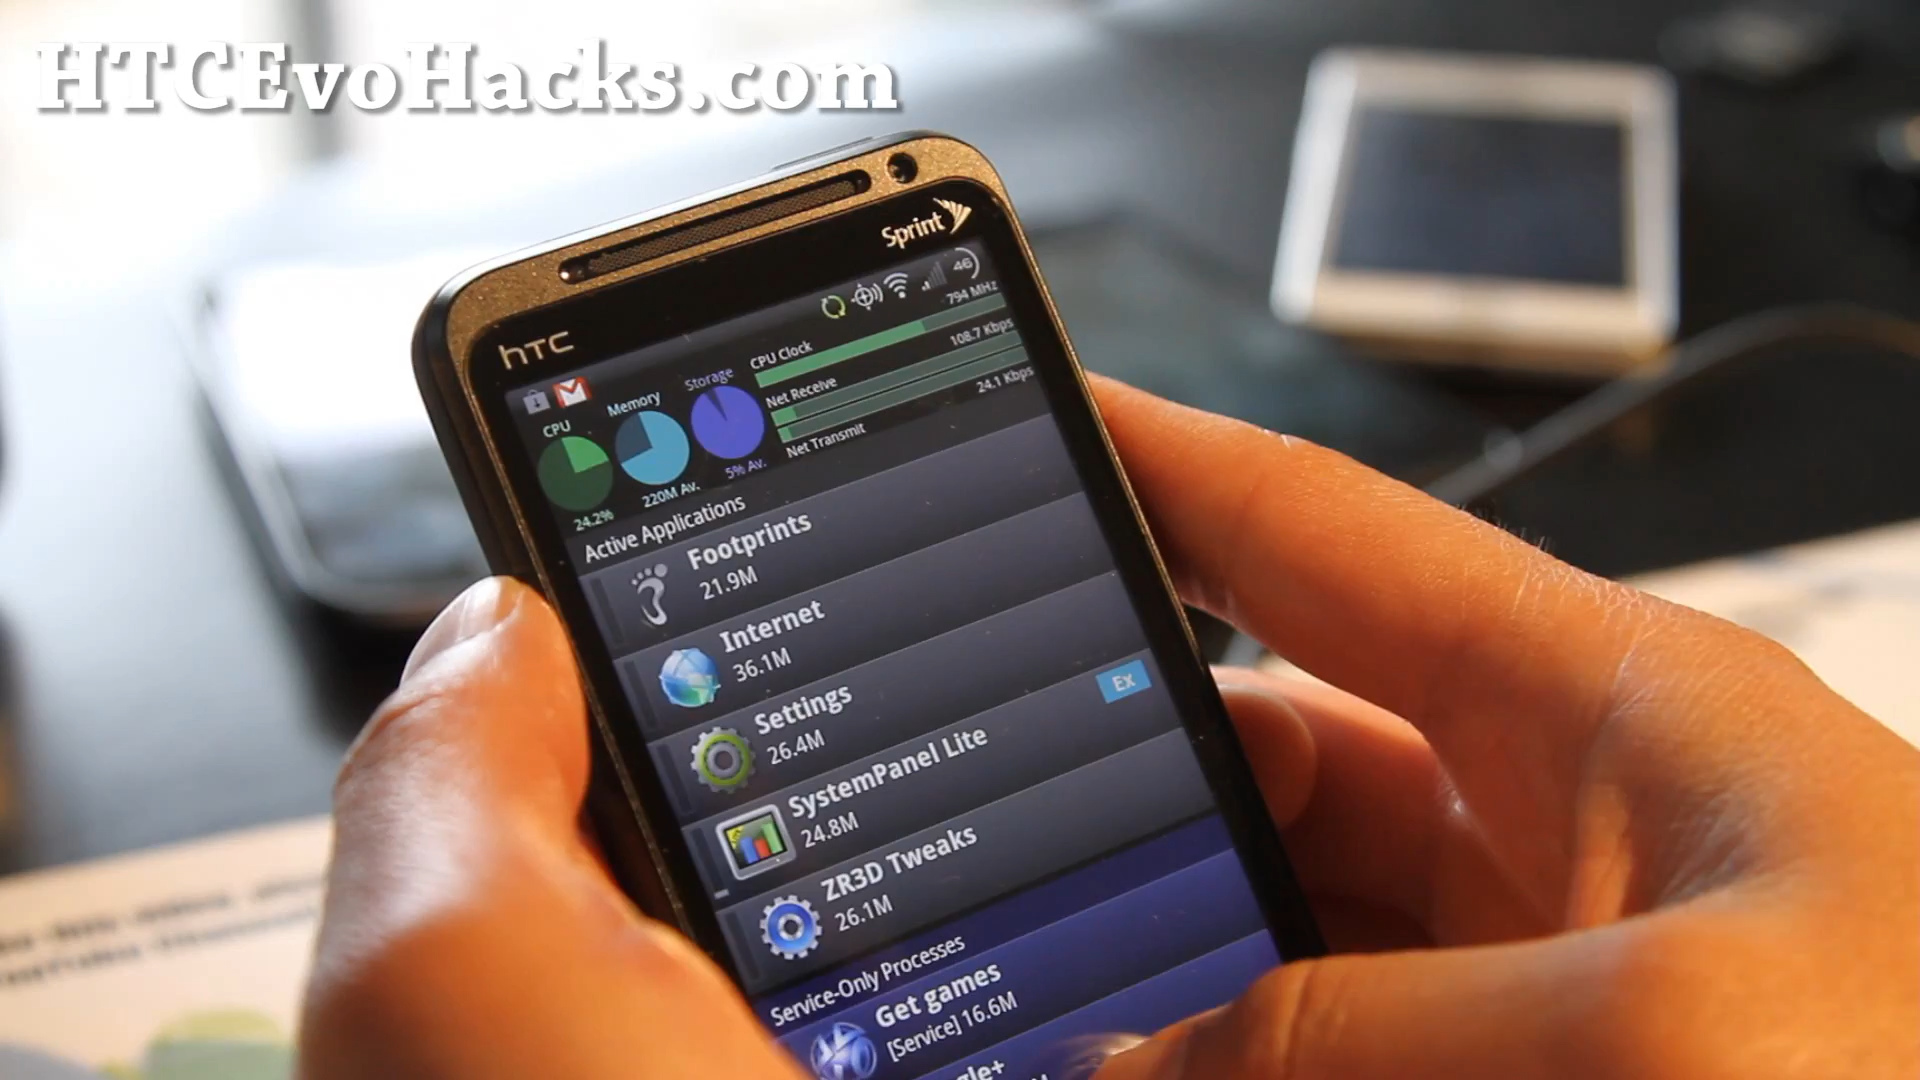 HTCEvoHacks.com
Sprint
hTC
46
CPU
24.2%
Memory
220M Av.
Storage
5% Av.
CPU Clock
794 MHz
Net Receive
108.7 Kbps
Net Transmit
24.1 Kbps
Active Applications
Footprints
21.9M
Internet
36.1M
Settings
26.4M
Ex
SystemPanel Lite
24.8M
ZR3D Tweaks
26.1M
Service-Only Processes
Get games
[Service] 16.6M